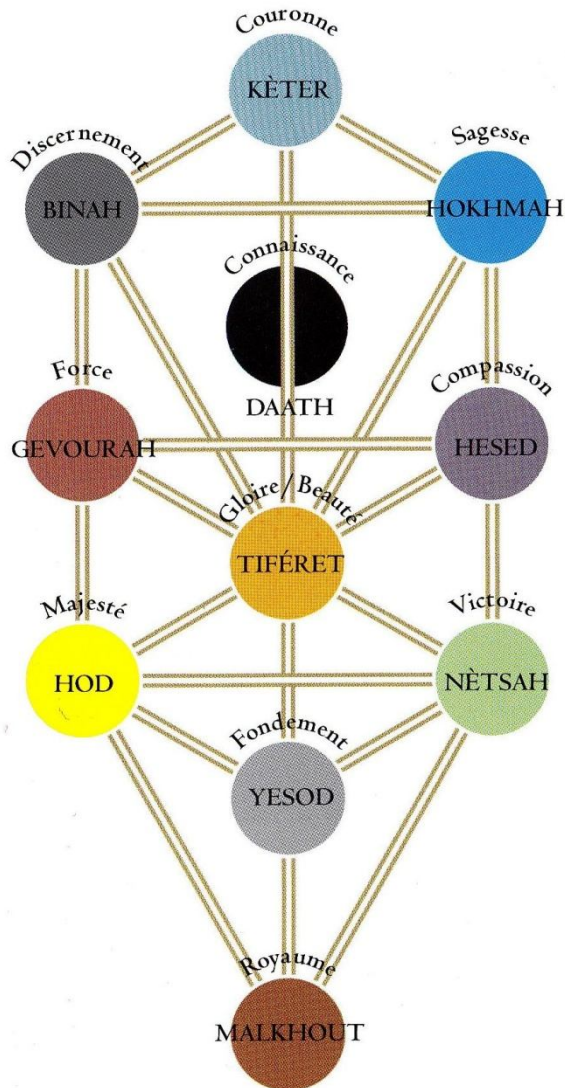 Couronne
KÈTER
Discernement
BINAH
Sagesse
HOKHMAH
Connaissance
DAATH
Force
GEVOURAH
Compassion
HESED
Gloire/Beauté
TIFÉRET
Majesté
HOD
Victoire
NÈTSAH
Fondement
YESOD
Royaume
MALKHOUT